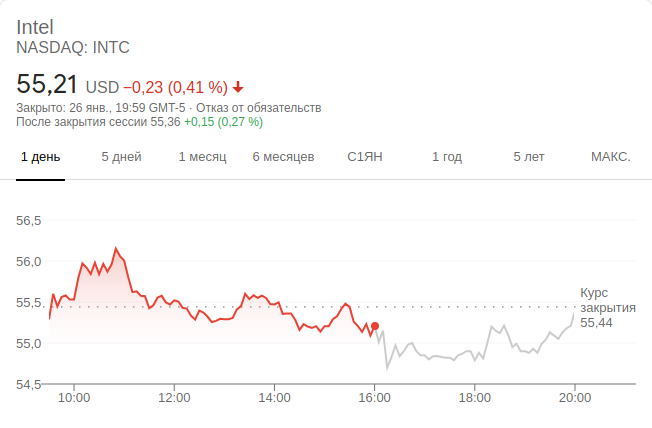 Intel
NASDAQ: INTC
55,21 USD −0,23 (0,41 %)
Закрыто: 26 янв., 19:59 GMT-5 · Отказ от обязательств
После закрытия сессии 55,36 +0,15 (0,27 %)
1 день 5 дней 1 месяц 6 месяцев С1ЯН 1 год 5 лет МАКС.
56,5
56,0
55,5
55,0
54,5
Курс
закрытия
55,44
10:00 12:00 14:00 16:00 18:00 20:00